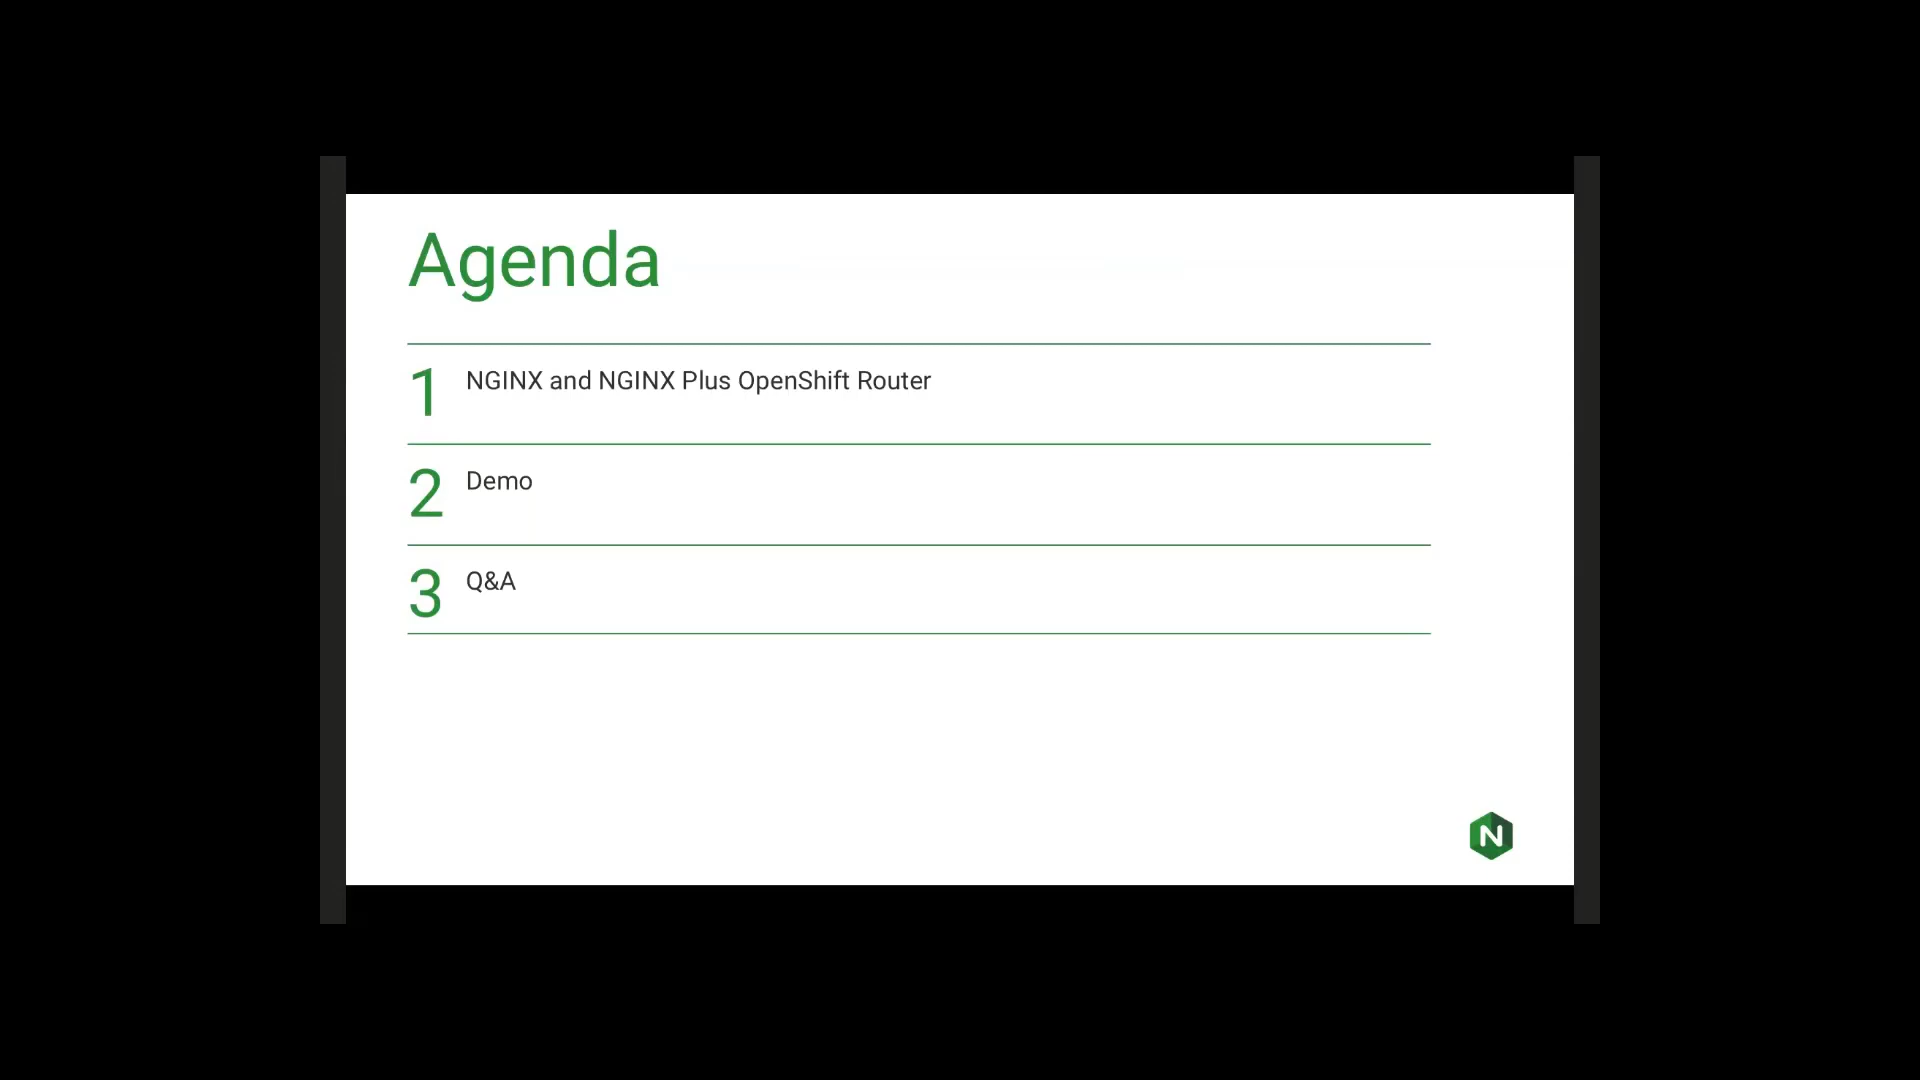 Agenda
1 NGINX and NGINX Plus OpenShift Router
2 Demo
3 Q&A
N